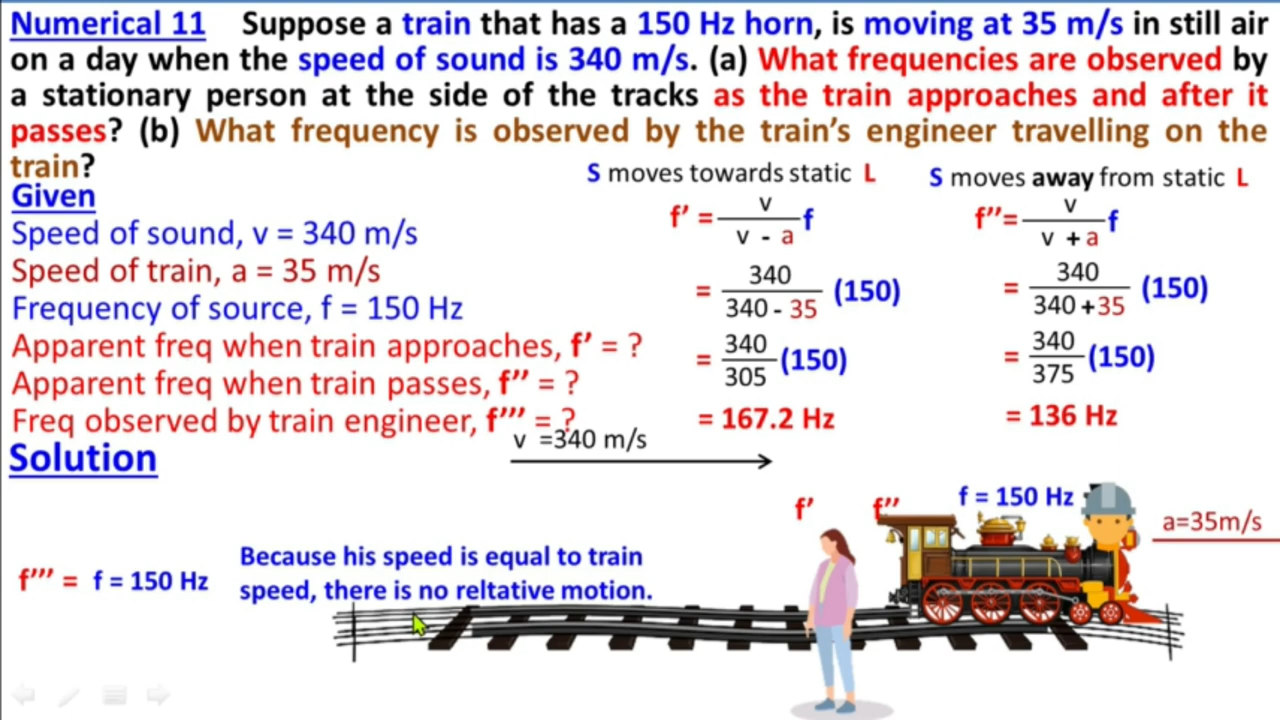 Numerical 11 Suppose a train that has a 150 Hz horn, is moving at 35 m/s in still air
on a day when the speed of sound is 340 m/s. (a) What frequencies are observed by
a stationary person at the side of the tracks as the train approaches and after it
passes? (b) What frequency is observed by the train's engineer travelling on the
train?
Given
Speed of sound, v = 340 m/s
Speed of train, a = 35 m/s
Frequency of source, f = 150 Hz
Apparent freq when train approaches, f' = ?
Apparent freq when train passes, f'' = ?
Freq observed by train engineer, f''' = ?
S moves towards static L
f' = v / (v - a) f
= 340 / (340 - 35) (150)
= 340 / 305 (150)
= 167.2 Hz
S moves away from static L
f''= v / (v + a) f
= 340 / (340 +35) (150)
= 340 / 375 (150)
= 136 Hz
Solution
v =340 m/s
f'
f''
f = 150 Hz
a=35m/s
f''' = f = 150 Hz
Because his speed is equal to train
speed, there is no reltative motion.